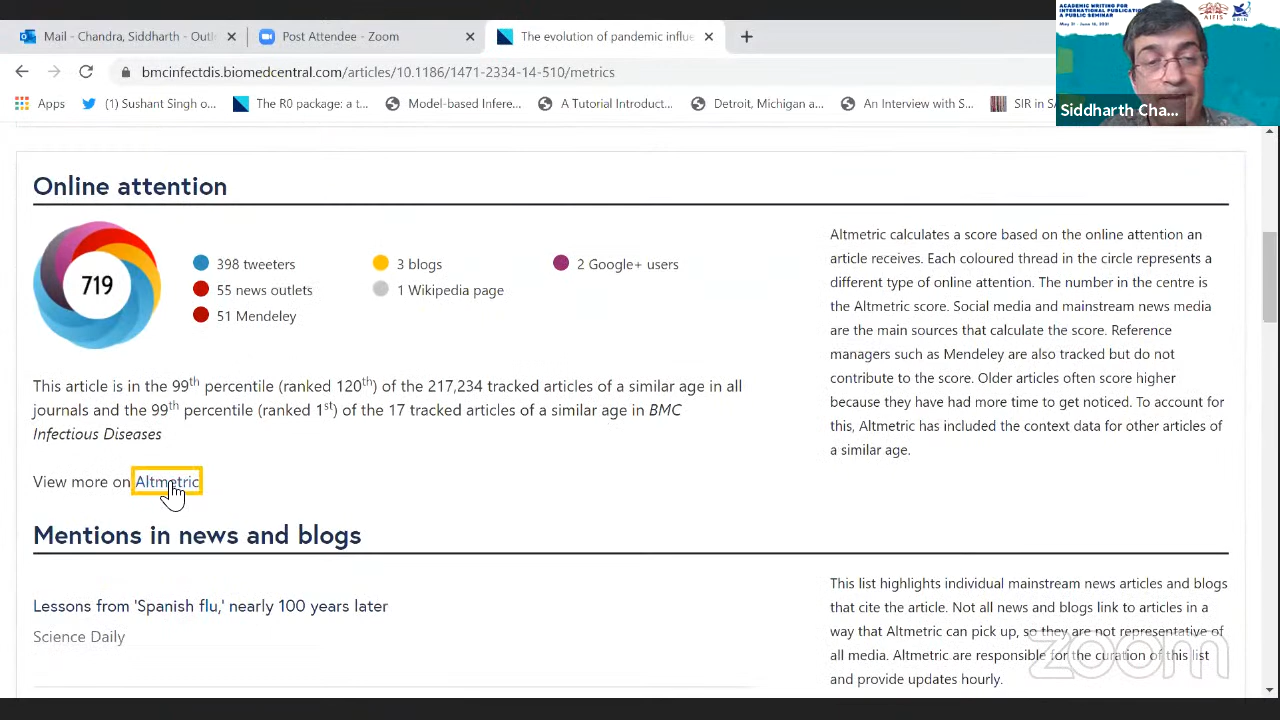 Mail - Chandra, Siddharth - Outl
Post Attendee
The evolution of pandemic influe
bmcinfectdis.biomedcentral.com/articles/10.1186/1471-2334-14-510/metrics
Apps
(1) Sushant Singh o...
The R0 package: a t...
Model-based Infere...
A Tutorial Introduct...
Detroit, Michigan a...
An Interview with S...
SIR in SA
ACADEMIC WRITING FOR
INTERNATIONAL PUBLICATION
A PUBLIC SEMINAR
AIFIS
BRIN
Siddharth Cha...
Online attention
719
398 tweeters
3 blogs
2 Google+ users
55 news outlets
1 Wikipedia page
51 Mendeley
This article is in the 99th percentile (ranked 120th) of the 217,234 tracked articles of a similar age in all
journals and the 99th percentile (ranked 1st) of the 17 tracked articles of a similar age in BMC
Infectious Diseases
View more on Altmetric
Altmetric calculates a score based on the online attention an
article receives. Each coloured thread in the circle represents a
different type of online attention. The number in the centre is
the Altmetric score. Social media and mainstream news media
are the main sources that calculate the score. Reference
managers such as Mendeley are also tracked but do not
contribute to the score. Older articles often score higher
because they have had more time to get noticed. To account for
this, Altmetric has included the context data for other articles of
a similar age.
Mentions in news and blogs
Lessons from 'Spanish flu,' nearly 100 years later
Science Daily
This list highlights individual mainstream news articles and blogs
that cite the article. Not all news and blogs link to articles in a
way that Altmetric can pick up, so they are not representative of
all media. Altmetric are responsible for the curation of this list
and provide updates hourly.
zoom